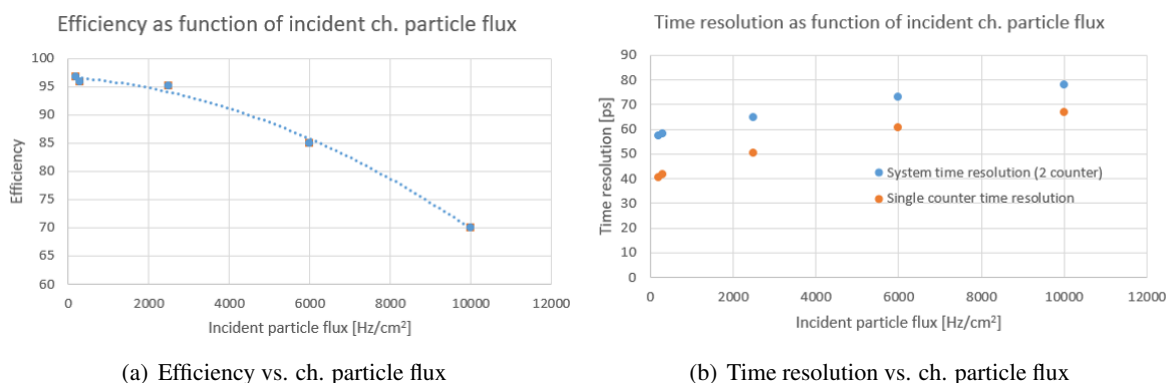 Efficiency as function of incident ch. particle flux
100
95
90
85
80
75
70
65
60
Efficiency
0 2000 4000 6000 8000 10000 12000
Incident particle flux [Hz/cm²]
(a) Efficiency vs. ch. particle flux
Time resolution as function of incident ch. particle flux
90
80
70
60
50
40
30
20
10
0
Time resolution [ps]
System time resolution (2 counter)
Single counter time resolution
0 2000 4000 6000 8000 10000 12000
Incident particle flux [Hz/cm²]
(b) Time resolution vs. ch. particle flux